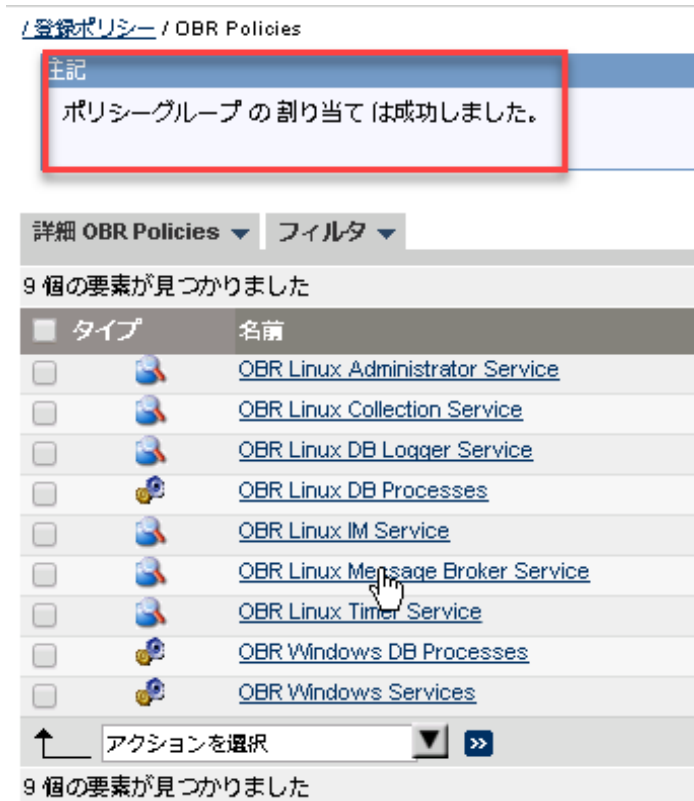 / 登録ポリシー / OBR Policies
主記
ポリシーグループ の 割り当て は成功しました。
詳細 OBR Policies フィルタ
9 個の要素が見つかりました
タイプ 名前
OBR Linux Administrator Service
OBR Linux Collection Service
OBR Linux DB Logger Service
OBR Linux DB Processes
OBR Linux IM Service
OBR Linux Message Broker Service
OBR Linux Timer Service
OBR Windows DB Processes
OBR Windows Services
アクションを選択
9 個の要素が見つかりました